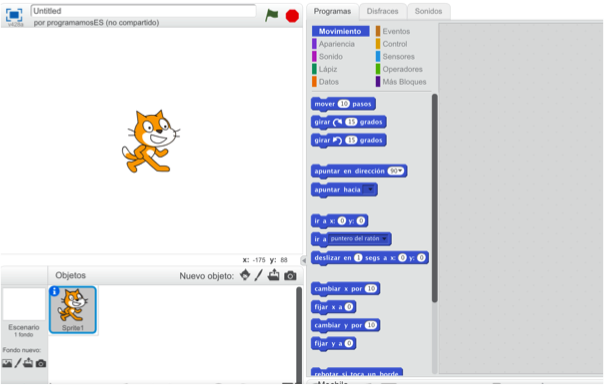 Untitled
por programamosES (no compartido)
v429a
x: -175 y: 88
Objetos
Nuevo objeto:
Escenario
1 fondo
Fondo nuevo:
Sprite1
Programas Disfraces Sonidos
Movimiento Eventos
Apariencia Control
Sonido Sensores
Lápiz Operadores
Datos Más Bloques
mover 10 pasos
girar 15 grados
girar 15 grados
apuntar en dirección 90
apuntar hacia
ir a x: 0 y: 0
ir a puntero del ratón
deslizar en 1 segs a x: 0 y: 0
cambiar x por 10
fijar x a 0
cambiar y por 10
fijar y a 0
rebotar si toca un borde